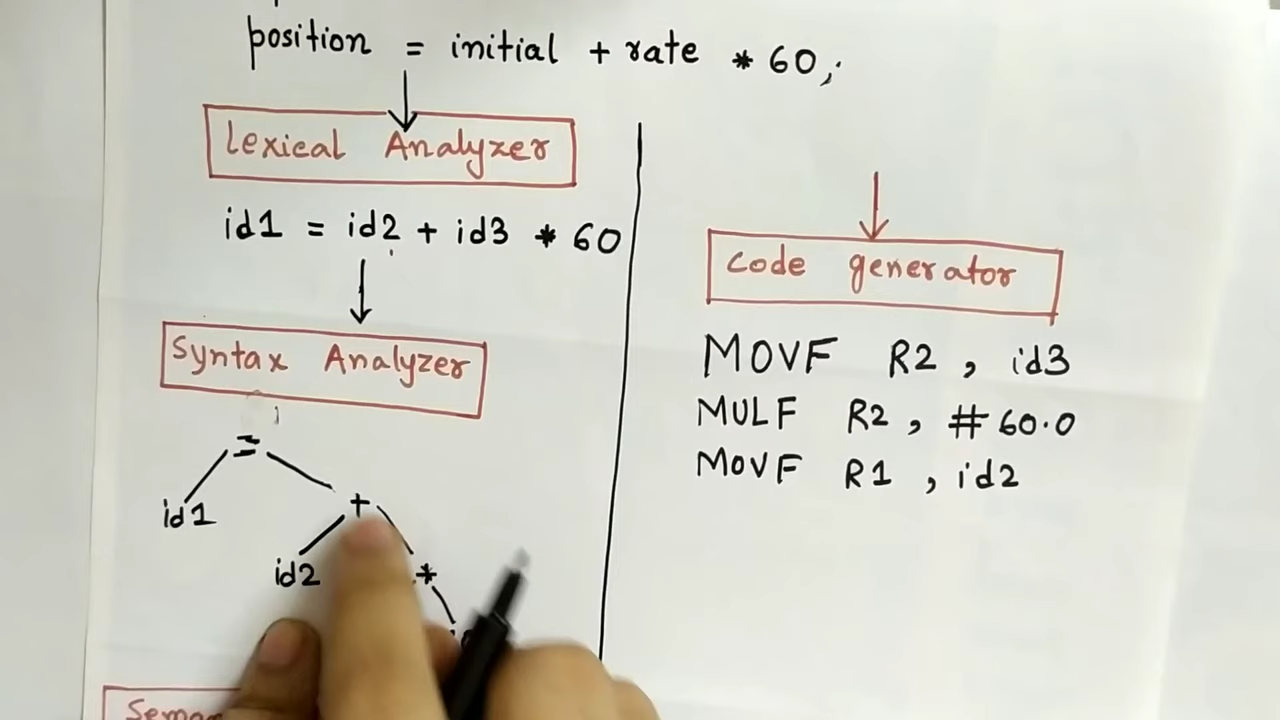 position = initial + rate * 60;
Lexical Analyzer
id1 = id2 + id3 * 60
Syntax Analyzer
=
id1
+
id2
*
code generator
MOVF R2, id3
MULF R2, #60.0
MOVF R1, id2